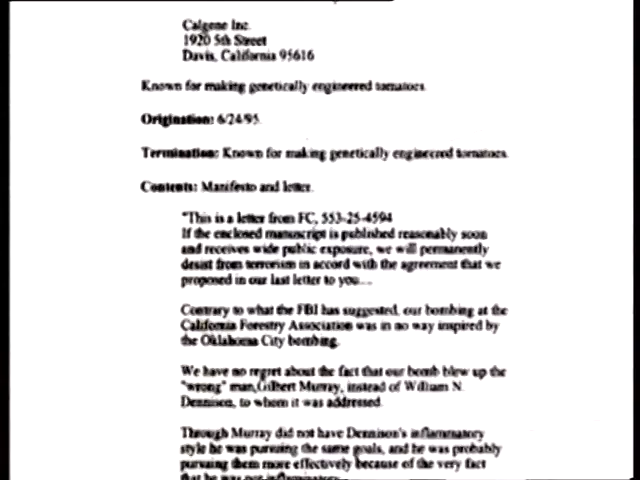 Calgene Inc.
1920 5th Street
Davis, California 95616
Known for making genetically engineered tomatoes.
Origination: 6/24/95
Termination: Known for making genetically engineered tomatoes.
Contents: Manifesto and letter.
"This is a letter from FC, 553-25-4594
If the enclosed manuscript is published reasonably soon
and receives wide public exposure, we will permanently
desist from terrorism in accord with the agreement that we
proposed in our last letter to you....
Contrary to what the FBI has suggested, our bombing at the
California Forestry Association was in no way inspired by
the Oklahoma City bombing.
We have no regret about the fact that our bomb blew up the
"wrong" man,Gilbert Murray, instead of William N.
Dennison, to whom it was addressed.
Through Murray did not have Dennison's inflammatory
style he was pursuing the same goals, and he was probably
pursuing them more effectively because of the very fact
that he was not inflammatory.